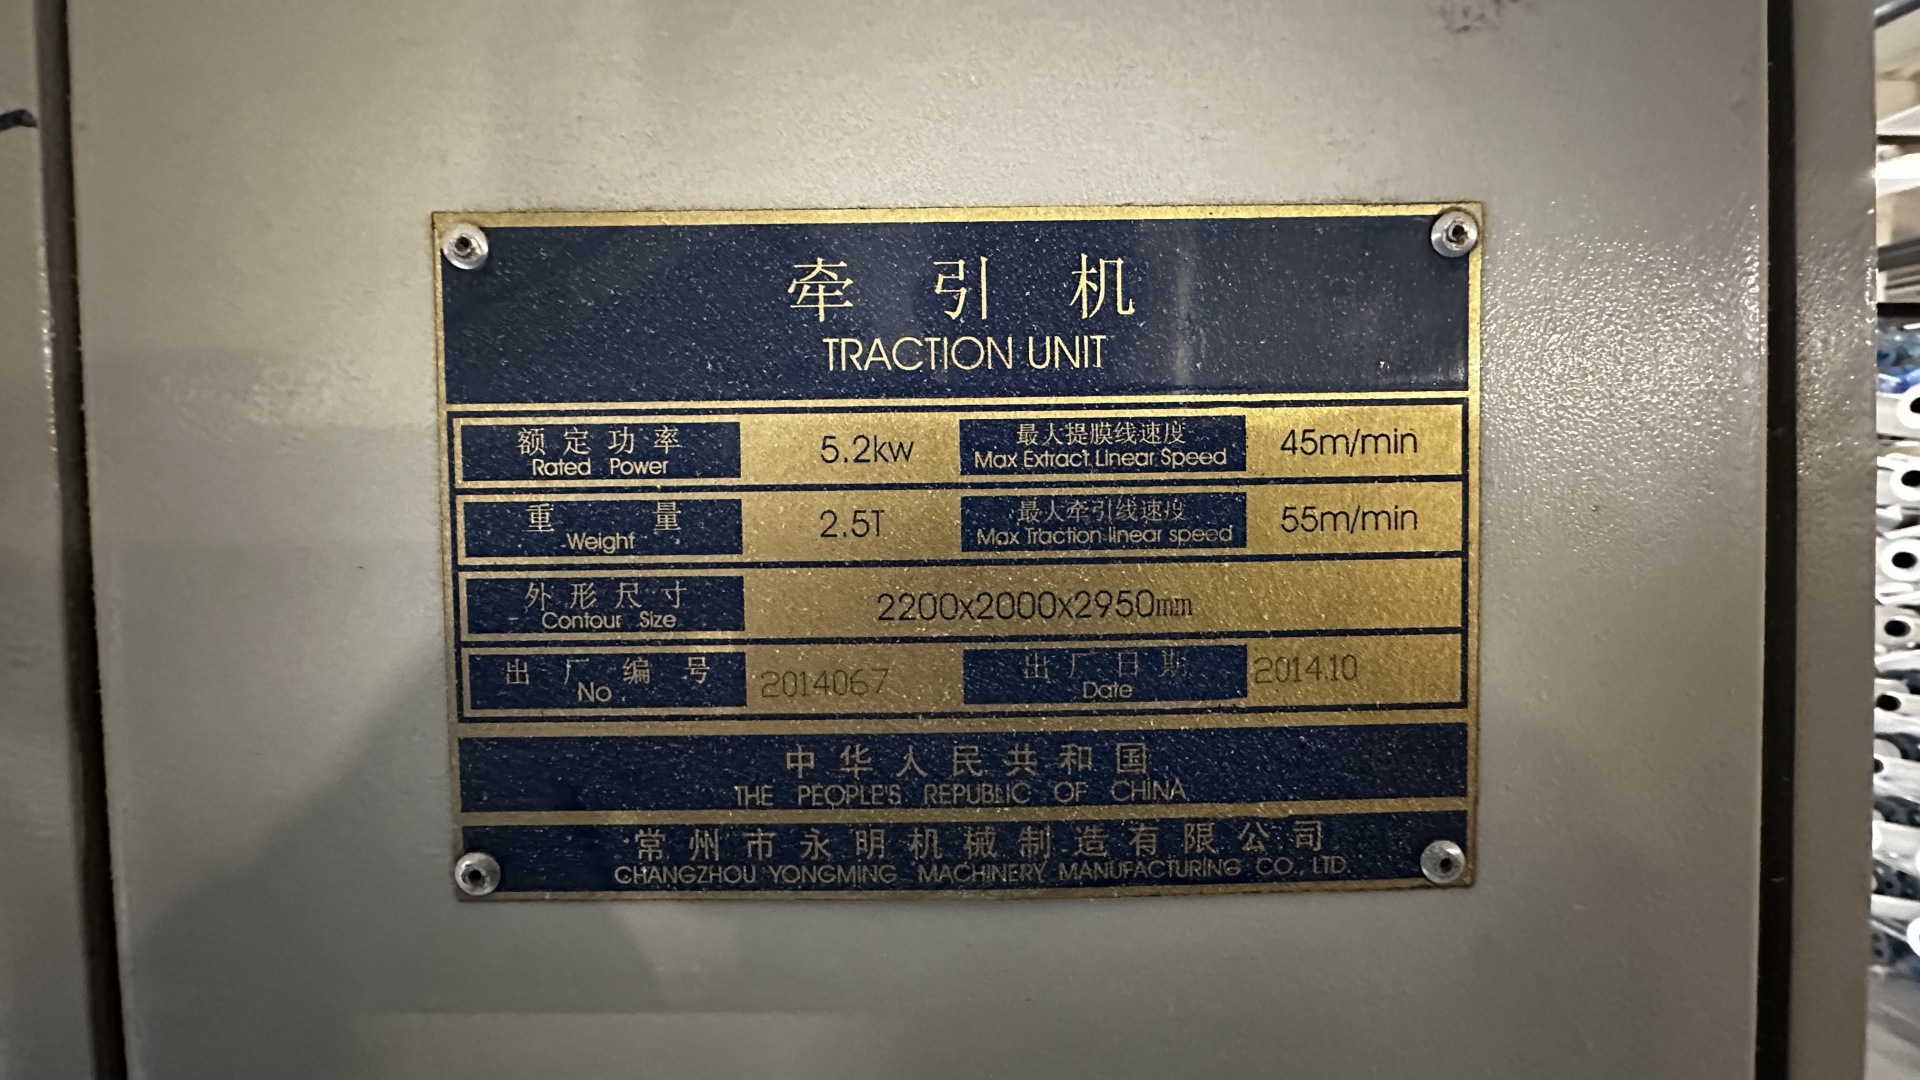 牵引机
TRACTION UNIT
额定功率 5.2kw 最大提膜线速度 45m/min
Rated Power Max Extract Linear Speed
重量 2.5T 最大牵引线速度 55m/min
Weight Max Traction linear speed
外形尺寸 2200x2000x2950mm
Contour Size
出厂编号 2014067 出厂日期 2014.10
No Date
中华人民共和国
THE PEOPLE'S REPUBLIC OF CHINA
常州市永明机械制造有限公司
CHANGZHOU YONGMING MACHINERY MANUFACTURING CO., LTD.